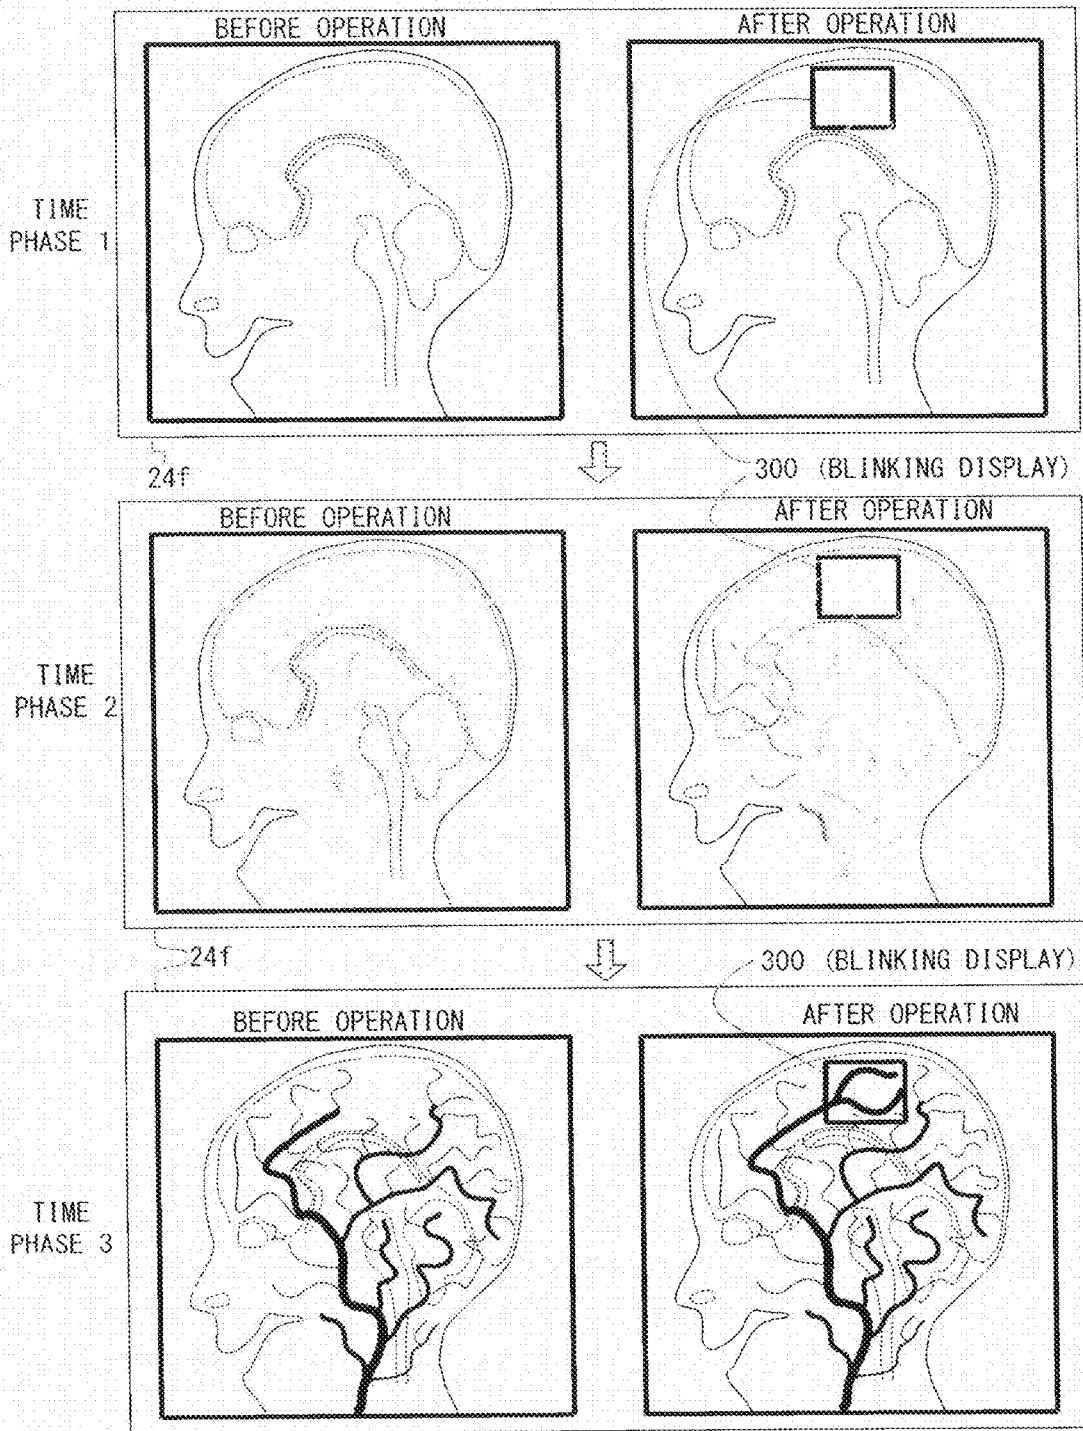 BEFORE OPERATION
AFTER OPERATION
TIME
PHASE 1
24f
300 (BLINKING DISPLAY)
BEFORE OPERATION
AFTER OPERATION
TIME
PHASE 2
24f
300 (BLINKING DISPLAY)
BEFORE OPERATION
AFTER OPERATION
TIME
PHASE 3